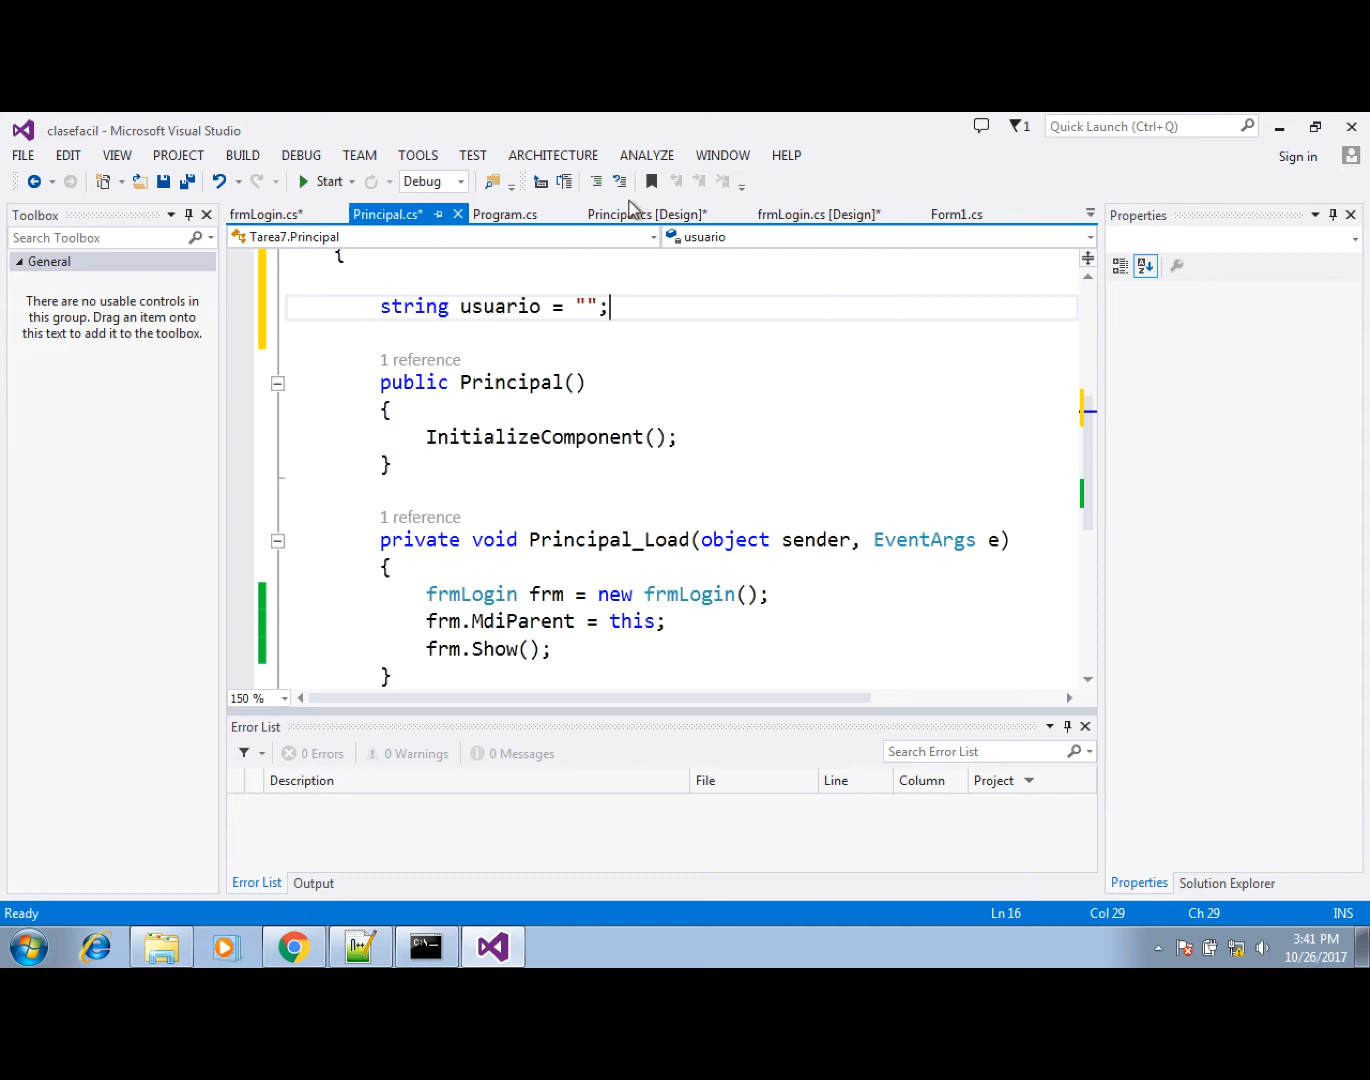 clasefacil - Microsoft Visual Studio
1
Quick Launch (Ctrl+Q)
FILE EDIT VIEW PROJECT BUILD DEBUG TEAM TOOLS TEST ARCHITECTURE ANALYZE WINDOW HELP
Sign in
Start Debug
Toolbox
Search Toolbox
General
There are no usable controls in
this group. Drag an item onto
this text to add it to the toolbox.
frmLogin.cs* Principal.cs* Program.cs Principal.cs [Design]* frmLogin.cs [Design]* Form1.cs
Tarea7.Principal usuario
{
string usuario = "";
1 reference
public Principal()
{
InitializeComponent();
}
1 reference
private void Principal_Load(object sender, EventArgs e)
{
frmLogin frm = new frmLogin();
frm.MdiParent = this;
frm.Show();
}
150 %
Error List
0 Errors 0 Warnings 0 Messages
Search Error List
Description File Line Column Project
Error List Output
Properties
Properties Solution Explorer
Ready Ln 16 Col 29 Ch 29 INS
C:\_
3:41 PM
10/26/2017